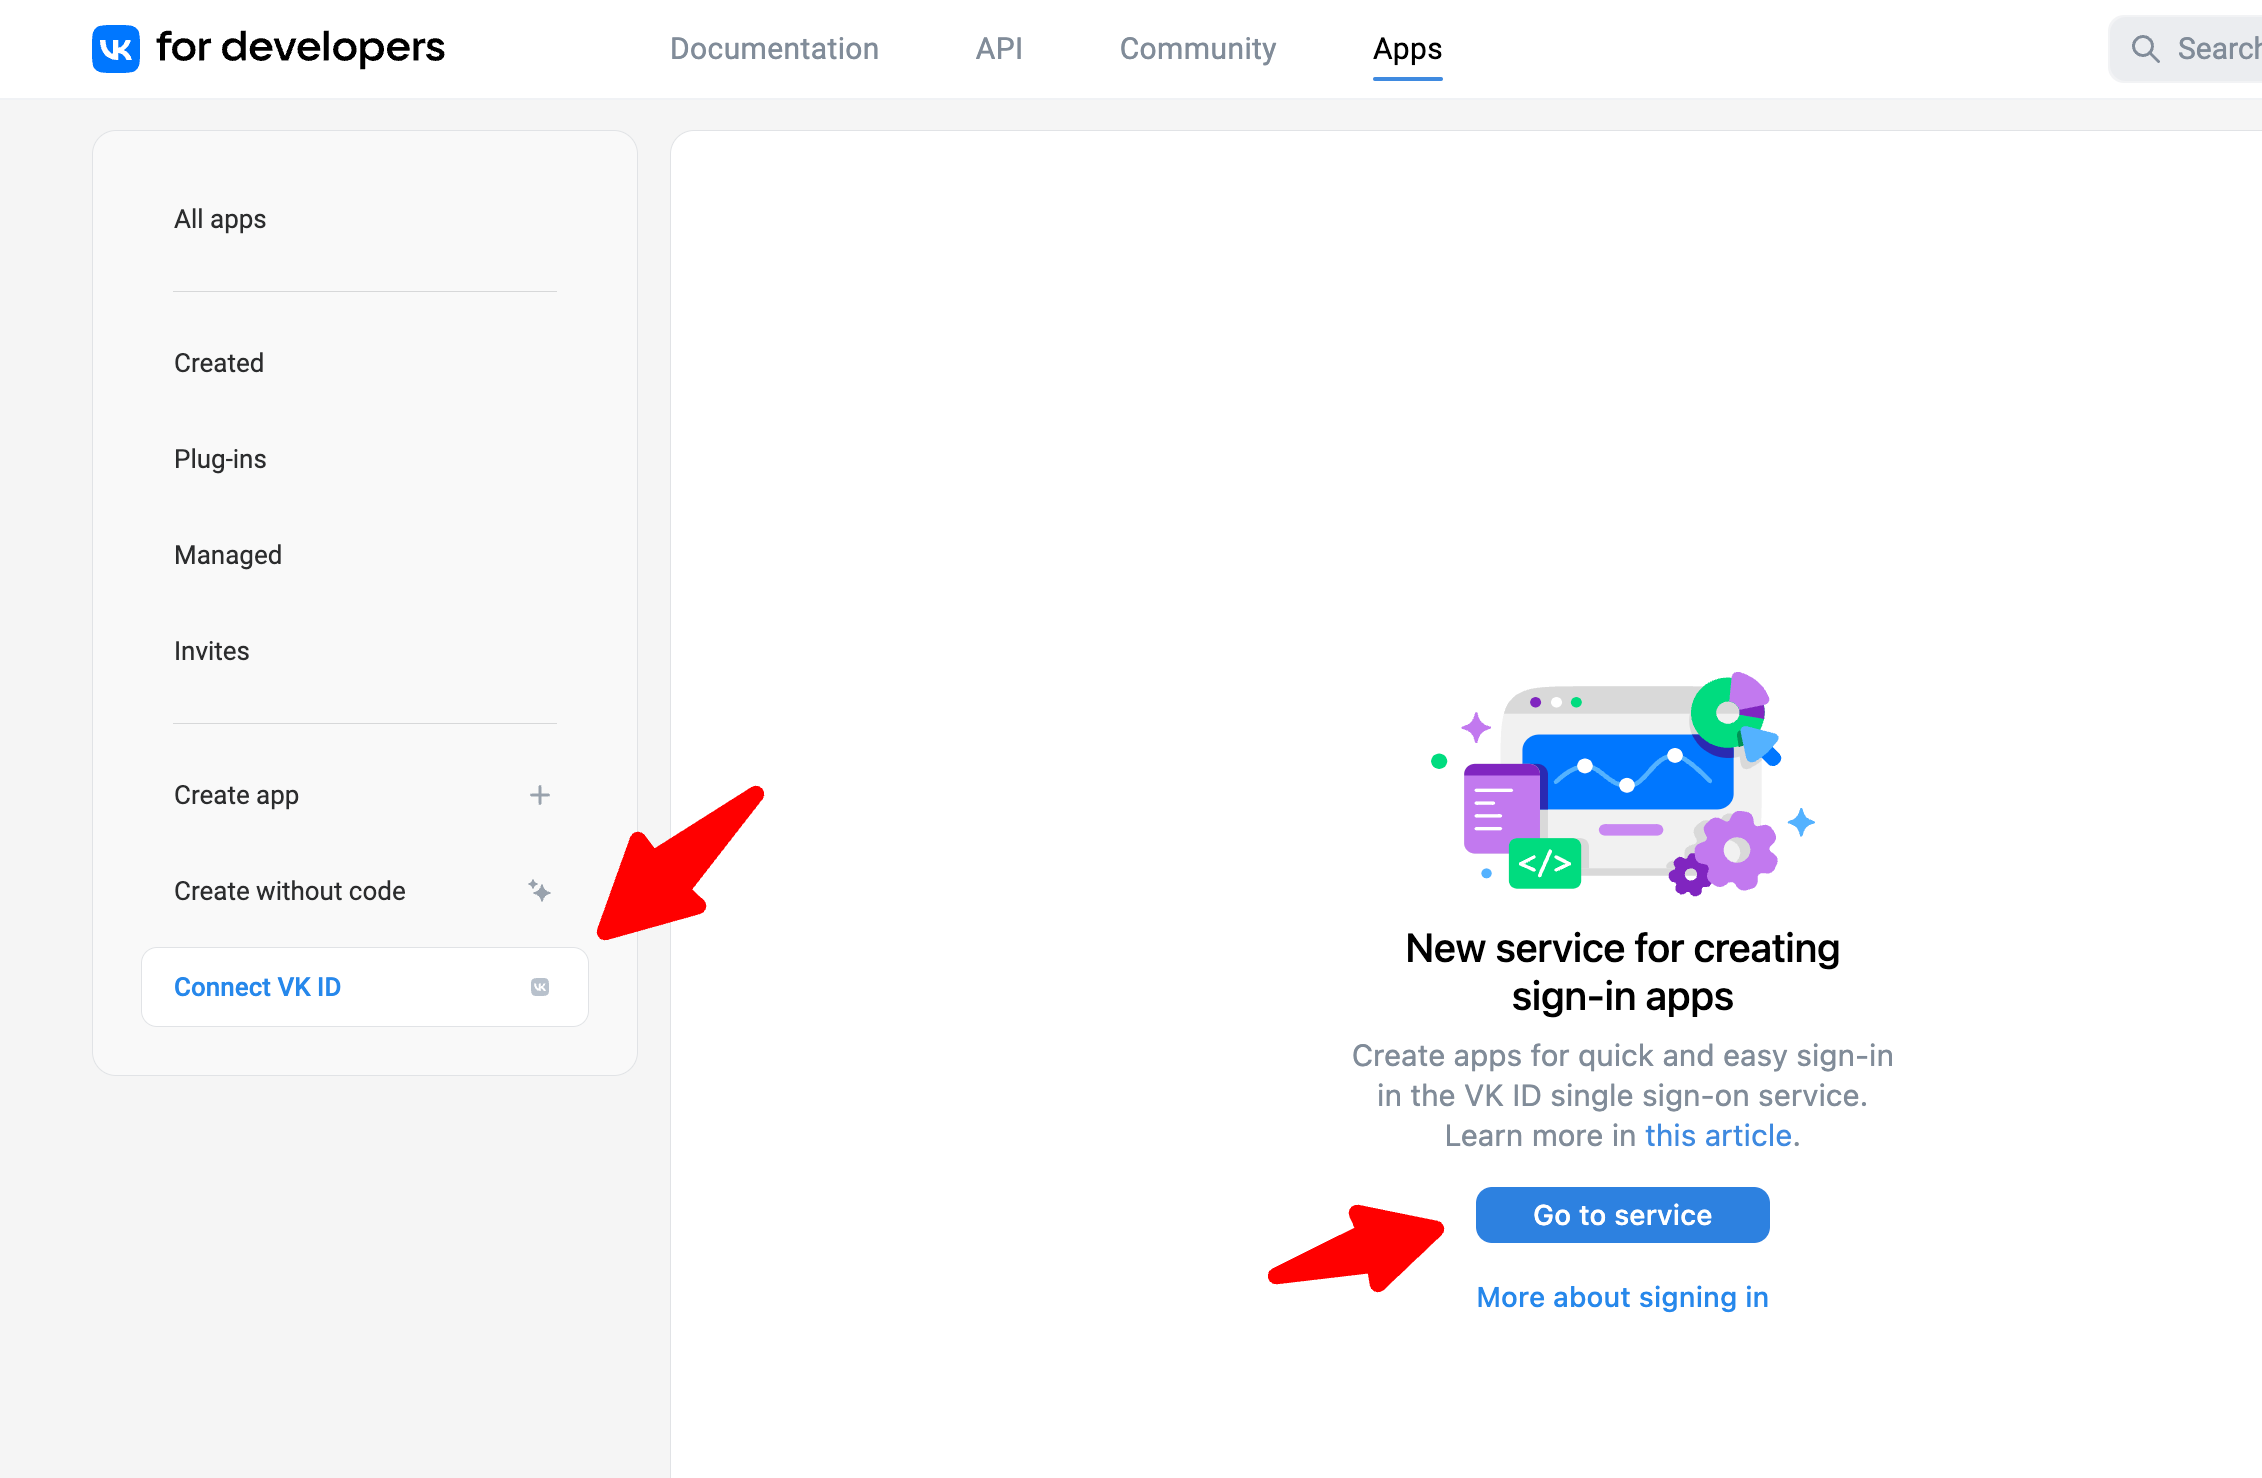 VK for developers
Documentation
API
Community
Apps
Search
All apps
Created
Plug-ins
Managed
Invites
Create app
Create without code
Connect VK ID
</>
New service for creating
sign-in apps
Create apps for quick and easy sign-in
in the VK ID single sign-on service.
Learn more in this article.
Go to service
More about signing in